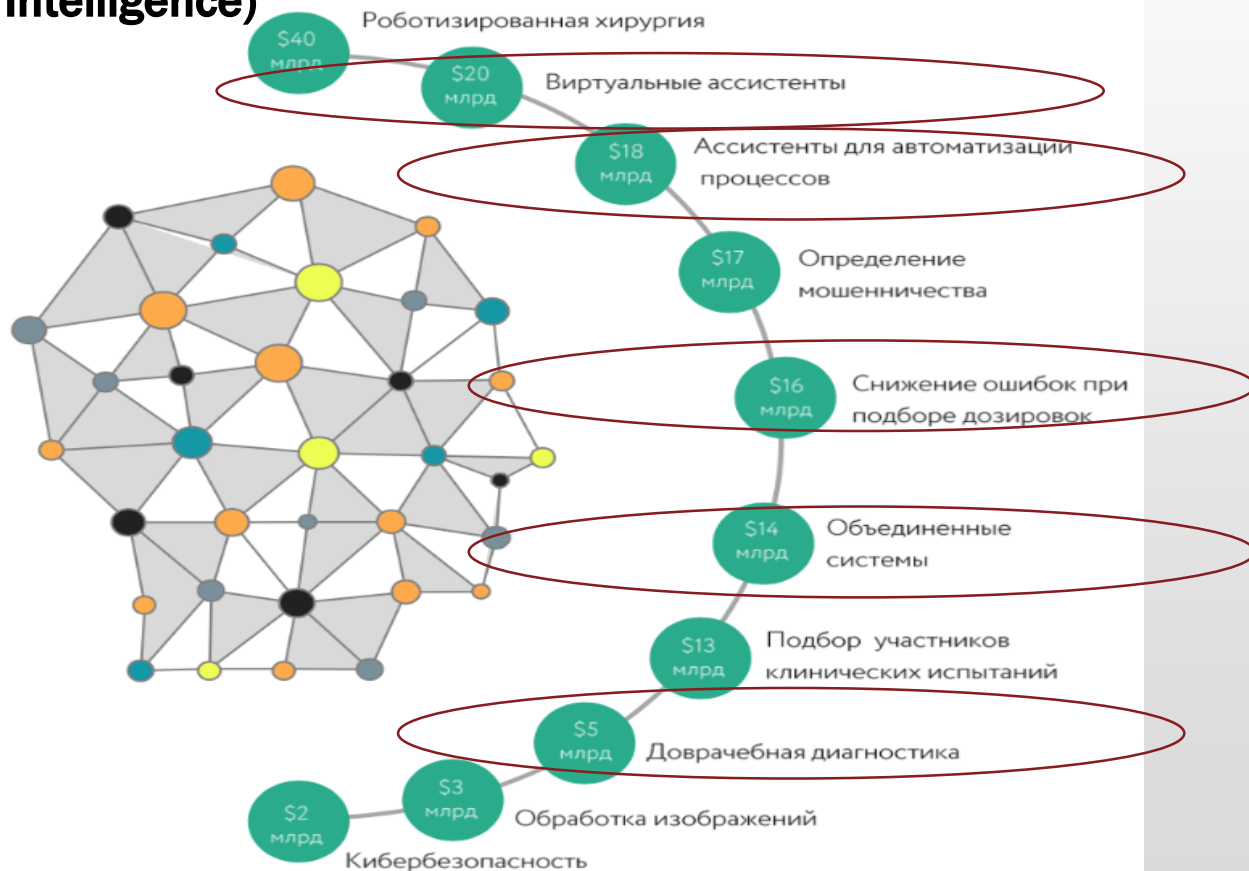 Intelligence)
$40
млрд
Роботизированная хирургия
$20
млрд
Виртуальные ассистенты
$18
млрд
Ассистенты для автоматизации
процессов
$17
млрд
Определение
мошенничества
$16
млрд
Снижение ошибок при
подборе дозировок
$14
млрд
Объединенные
системы
$13
млрд
Подбор участников
клинических испытаний
$5
млрд
Доврачебная диагностика
$3
млрд
Обработка изображений
$2
млрд
Кибербезопасность